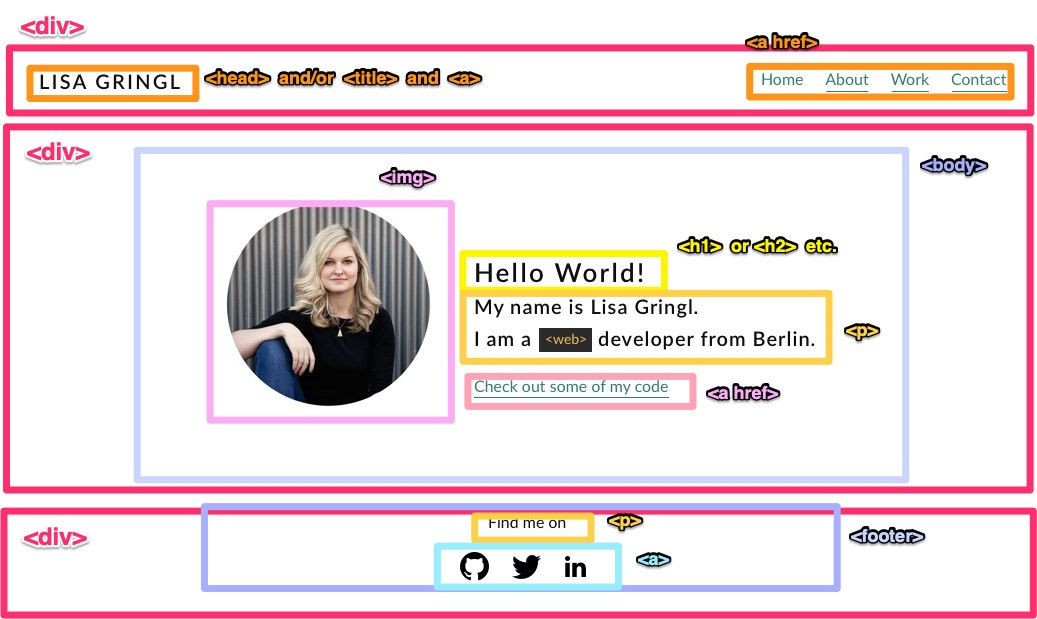 <div>
<a href>
LISA GRINGL <head> and/or <title> and <a>
Home About Work Contact
<div>
<body>
<img>
<h1> or <h2> etc.
Hello World!
My name is Lisa Gringl.
I am a <web> developer from Berlin.
<p>
Check out some of my code
<a href>
Find me on <p>
<div>
<footer>
in
<a>